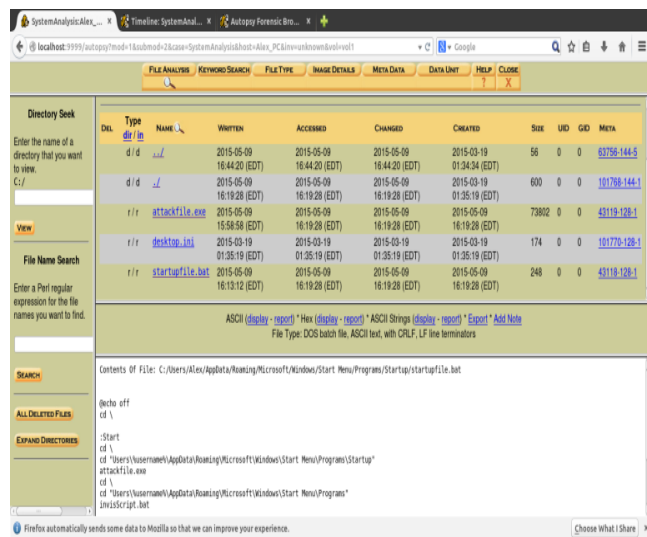 SystemAnalysis:Alex_... × Timeline: SystemAnal... × Autopsy Forensic Bro... ×
localhost:9999/autopsy?mod=1&submod=2&case=SystemAnalysis&host=Alex_PC&inv=unknown&vol=vol1 Google
FILE ANALYSIS KEYWORD SEARCH FILE TYPE IMAGE DETAILS META DATA DATA UNIT HELP CLOSE
? X
Directory Seek
Enter the name of a
directory that you want
to view.
C:/
VIEW
File Name Search
Enter a Perl regular
expression for the file
names you want to find.
SEARCH
ALL DELETED FILES
EXPAND DIRECTORIES
DEL Type NAME WRITTEN ACCESSED CHANGED CREATED SIZE UID GID META
dir / in
d / d ../ 2015-05-09 2015-05-09 2015-05-09 2015-03-19 56 0 0 63756-144-5
16:44:20 (EDT) 16:44:20 (EDT) 16:44:20 (EDT) 01:34:34 (EDT)
d / d ./ 2015-05-09 2015-05-09 2015-05-09 2015-03-19 600 0 0 101768-144-1
16:19:28 (EDT) 16:19:28 (EDT) 16:19:28 (EDT) 01:35:19 (EDT)
r / r attackfile.exe 2015-05-09 2015-05-09 2015-05-09 2015-05-09 73802 0 0 43119-128-1
15:58:58 (EDT) 16:19:28 (EDT) 16:19:28 (EDT) 16:19:28 (EDT)
r / r desktop.ini 2015-03-19 2015-03-19 2015-03-19 2015-03-19 174 0 0 101770-128-1
01:35:19 (EDT) 01:35:19 (EDT) 01:35:19 (EDT) 01:35:19 (EDT)
r / r startupfile.bat 2015-05-09 2015-05-09 2015-05-09 2015-05-09 248 0 0 43118-128-1
16:13:12 (EDT) 16:19:28 (EDT) 16:19:28 (EDT) 16:19:28 (EDT)
ASCII (display - report) * Hex (display - report) * ASCII Strings (display - report) * Export * Add Note
File Type: DOS batch file, ASCII text, with CRLF, LF line terminators
Contents Of File: C:/Users/Alex/AppData/Roaming/Microsoft/Windows/Start Menu/Programs/Startup/startupfile.bat
@echo off
cd \
:Start
cd \
cd "Users\%username%\AppData\Roaming\Microsoft\Windows\Start Menu\Programs\Startup"
attackfile.exe
cd \
cd "Users\%username%\AppData\Roaming\Microsoft\Windows\Start Menu\Programs"
invisScript.bat
Firefox automatically sends some data to Mozilla so that we can improve your experience. Choose What I Share ×